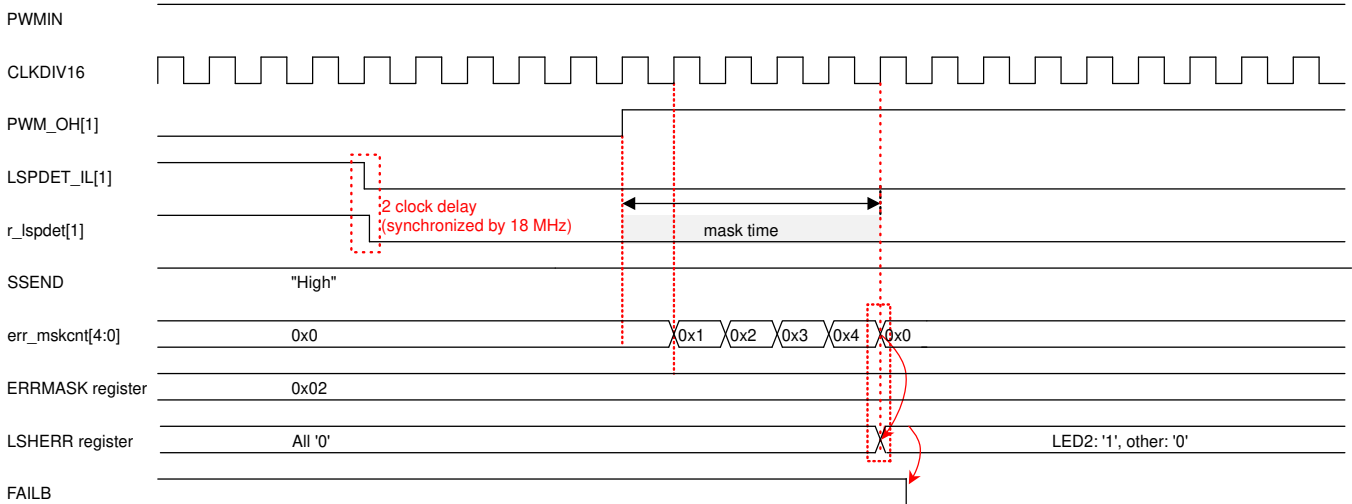 PWMIN
CLKDIV16
PWM_OH[1]
LSPDET_IL[1]
2 clock delay
(synchronized by 18 MHz)
r_lspdet[1]
mask time
SSEND
"High"
err_mskcnt[4:0]
0x0
0x1
0x2
0x3
0x4
0x0
ERRMASK register
0x02
LSHERR register
All '0'
LED2: '1', other: '0'
FAILB